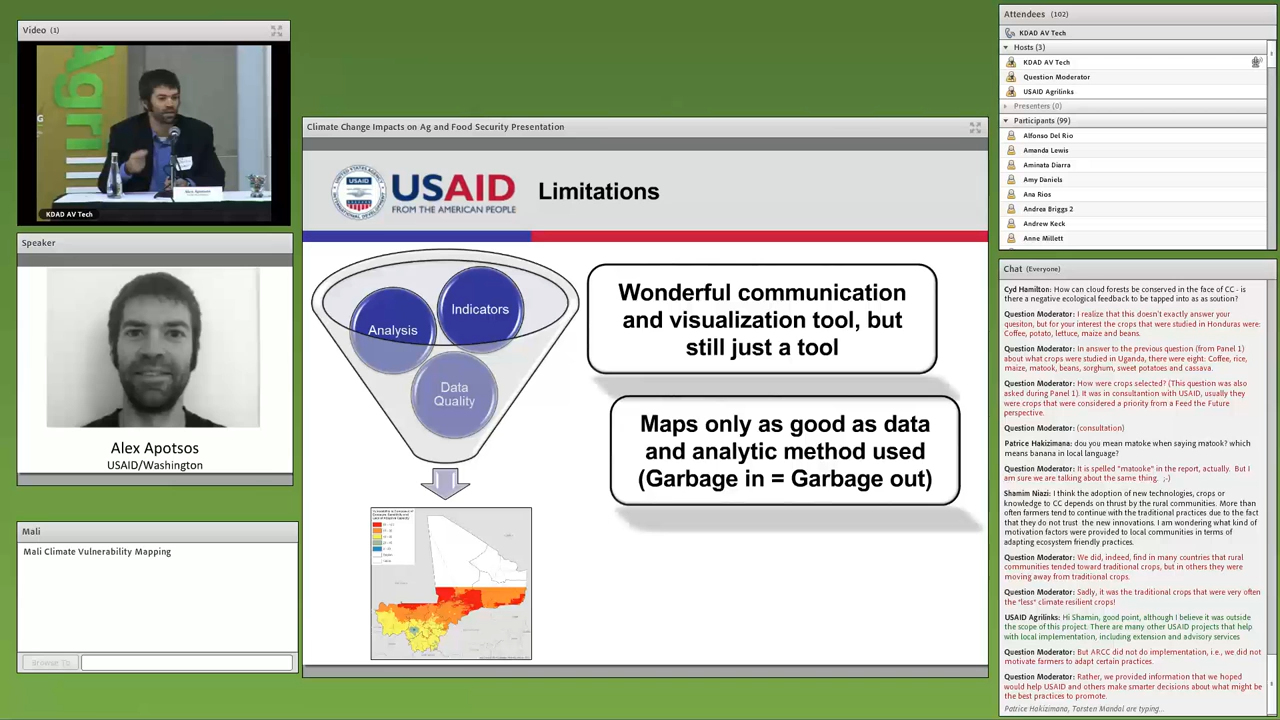 Video (1)
Agri
KDAD AV Tech
Speaker
Alex Apotsos
USAID/Washington
Mali
Mali Climate Vulnerability Mapping
Browse To
Climate Change Impacts on Ag and Food Security Presentation
USAID
FROM THE AMERICAN PEOPLE
Limitations
Analysis
Indicators
Data
Quality
Wonderful communication
and visualization tool, but
still just a tool
Maps only as good as data
and analytic method used
(Garbage in = Garbage out)
Attendees (102)
KDAD AV Tech
Hosts (3)
KDAD AV Tech
Question Moderator
USAID Agrilinks
Presenters (0)
Participants (99)
Alfonso Del Rio
Amanda Lewis
Aminata Diarra
Amy Daniels
Ana Rios
Andrea Briggs 2
Andrew Keck
Anne Millett
Chat (Everyone)
Cyd Hamilton: How can cloud forests be conserved in the face of CC - is
there a negative ecological feedback to be tapped into as as soution?
Question Moderator: I realize that this doesn't exactly answer your
quesiton, but for your interest the crops that were studied in Honduras were:
Coffee, potato, lettuce, maize and beans.
Question Moderator: In answer to the previous question (from Panel 1)
about what crops were studied in Uganda, there were eight: Coffee, rice,
maize, matook, beans, sorghum, sweet potatoes and cassava.
Question Moderator: How were crops selected? (This question was also
asked during Panel 1). It was in consultantion with USAID, usually they
were crops that were considered a priority from a Feed the Future
perspective.
Question Moderator: (consultation)
Patrice Hakizimana: dou you mean matoke when saying matook? which
means banana in local language?
Question Moderator: It is spelled "matooke" in the report, actually. But I
am sure we are talking about the same thing. ;-)
Shamim Niazi: I think the adoption of new technologies, crops or
knowledge to CC depends on thrust by the rural communities. More than
often farmers tend to continue with the traditional practices due to the fact
that they do not trust the new innovations. I am wondering what kind of
motivation factors were provided to local communities in terms of
adapting ecosystem friendly practices.
Question Moderator: We did, indeed, find in many countries that rural
communities tended toward traditional crops, but in others they were
moving away from traditional crops.
Question Moderator: Sadly, it was the traditional crops that were very often
the "less" climate resilient crops!
USAID Agrilinks: Hi Shamin, good point, although I believe it was outside
the scope of this project. There are many other USAID projects that help
with local implementation, including extension and advisory services
Question Moderator: But ARCC did not do implementation, i.e., we did not
motivate farmers to adapt certain practices.
Question Moderator: Rather, we provided information that we hoped
would help USAID and others make smarter decisions about what might be
the best practices to promote.
Patrice Hakizimana, Torsten Mandal are typing...